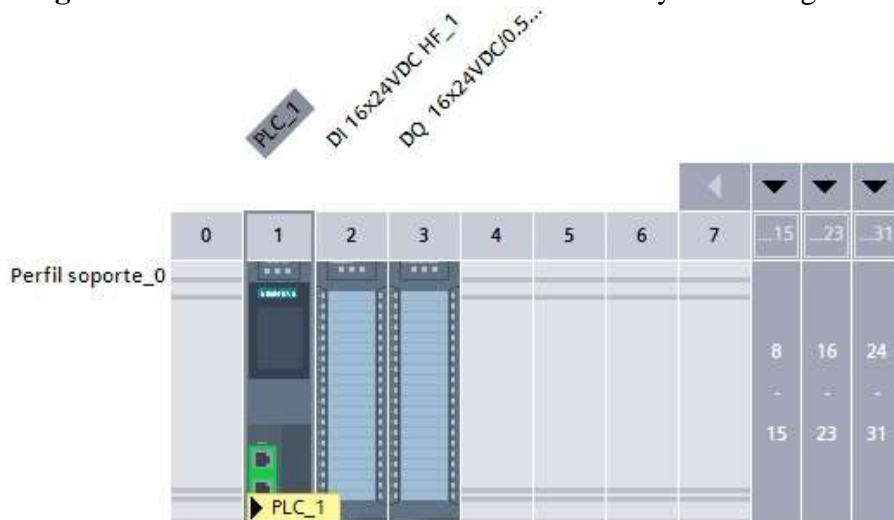 PLC_1
DI 16x24VDC HF_1
DQ 16x24VDC/0.5...
0 1 2 3 4 5 6 7 ...15 ...23 ...31
Perfil soporte_0
SIEMENS
8 16 24
- - -
15 23 31
PLC_1